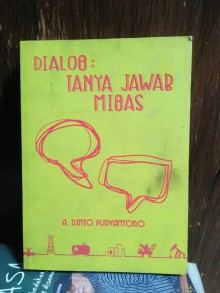 DIALOG:
TANYA JAWAB
MIGAS
A. RINTO PUDYANTORO